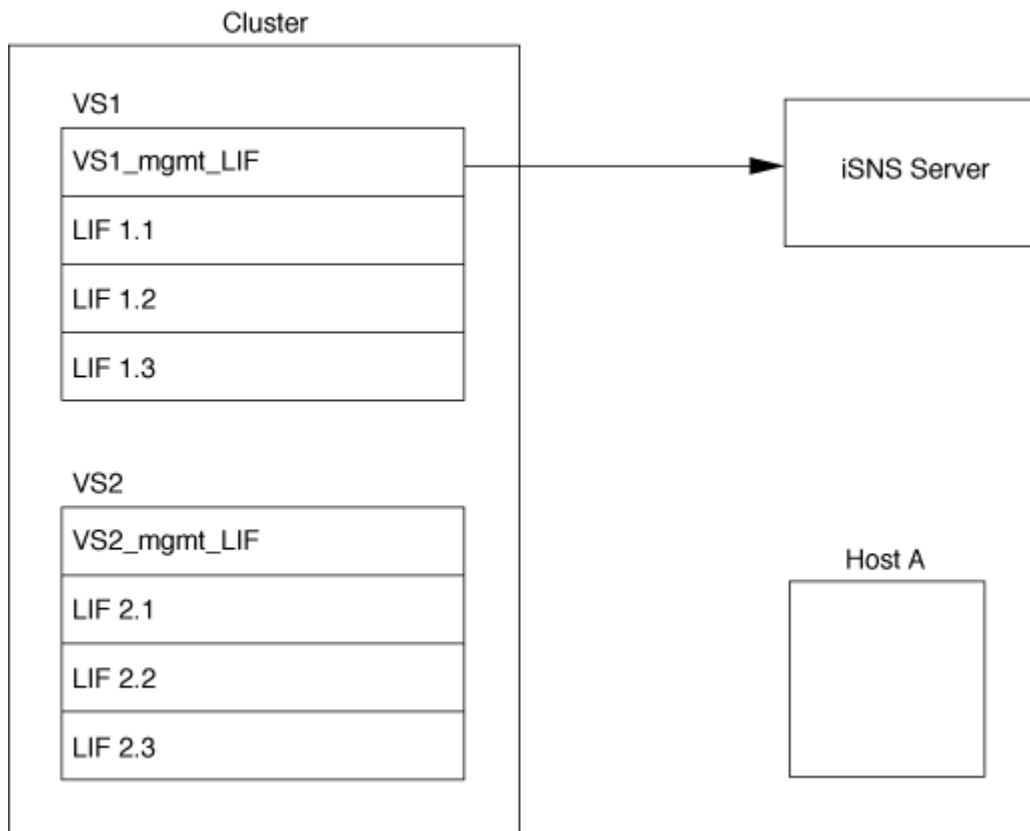 Cluster
VS1
VS1_mgmt_LIF
LIF 1.1
LIF 1.2
LIF 1.3
iSNS Server
VS2
VS2_mgmt_LIF
LIF 2.1
LIF 2.2
LIF 2.3
Host A